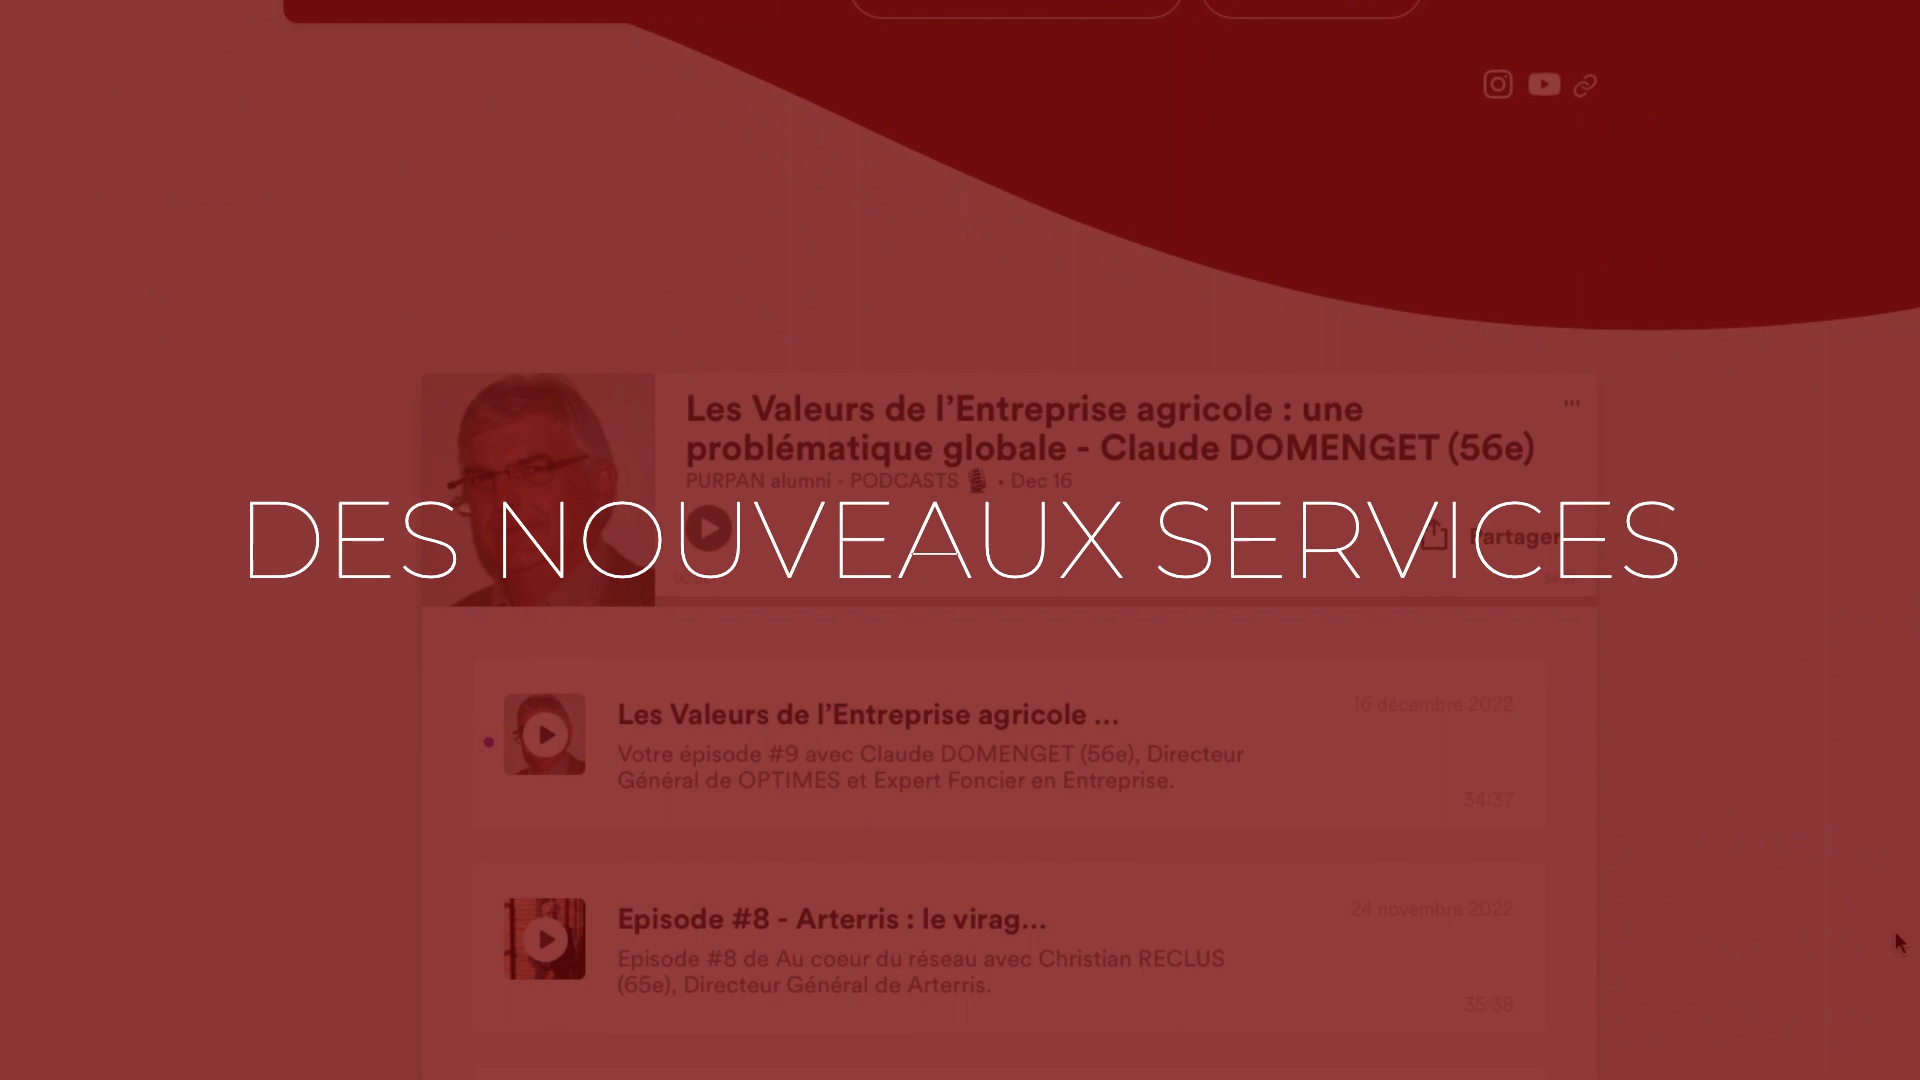 Les Valeurs de l’Entreprise agricole : une
problématique globale - Claude DOMENGET (56e)
PURPAN alumni - PODCASTS 🎙 • Dec 16
DES NOUVEAUX SERVICES
Partager
Les Valeurs de l’Entreprise agricole ...
16 décembre 2022
Votre épisode #9 avec Claude DOMENGET (56e), Directeur
Général de OPTIMES et Expert Foncier en Entreprise.
34:37
Episode #8 - Arterris : le virag...
24 novembre 2022
Episode #8 de Au coeur du réseau avec Christian RECLUS
(65e), Directeur Général de Arterris.
35:38